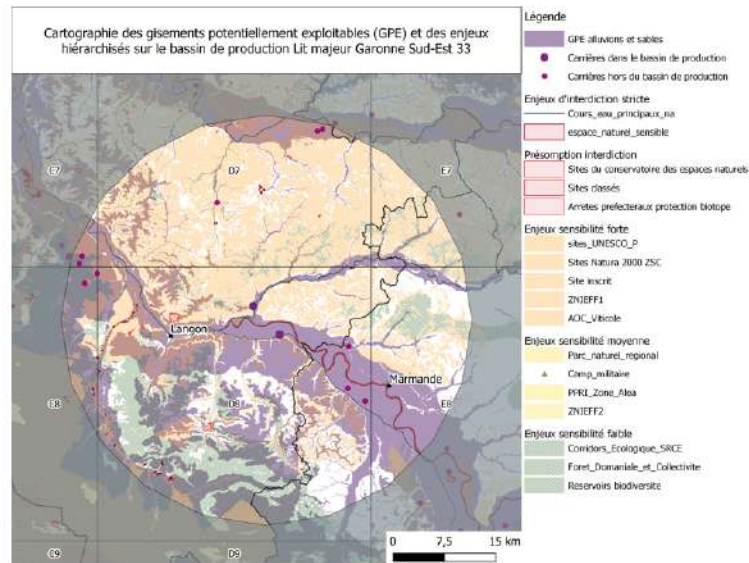 Cartographie des gisements potentiellement exploitables (GPE) et des enjeux
hiérarchisés sur le bassin de production Lit majeur Garonne Sud-Est 33
Légende
GPE alluvions et sables
Carrières dans le bassin de production
Carrières hors du bassin de production
Enjeux d'interdiction stricte
Cours_eau_principaux_na
espace_naturel_sensible
Présomption interdiction
Sites du conservatoire des espaces naturels
Sites classés
Arretes prefecteraux protection biotope
Enjeux sensibilité forte
sites_UNESCO_P
Sites Natura 2000 ZSC
Site inscrit
ZNIEFF1
AOC_Viticole
Enjeux sensibilité moyenne
Parc_naturel_regional
Camp_militaire
PPRI_Zone_Alea
ZNIEFF2
Enjeux sensibilité faible
Corridors_Ecologique_SRCE
Foret_Domaniale_et_Collectivite
Reservoirs biodiversite
E7
D7
E7
Langon
Marmande
E8
D8
E8
E9
D9
0 7,5 15 km